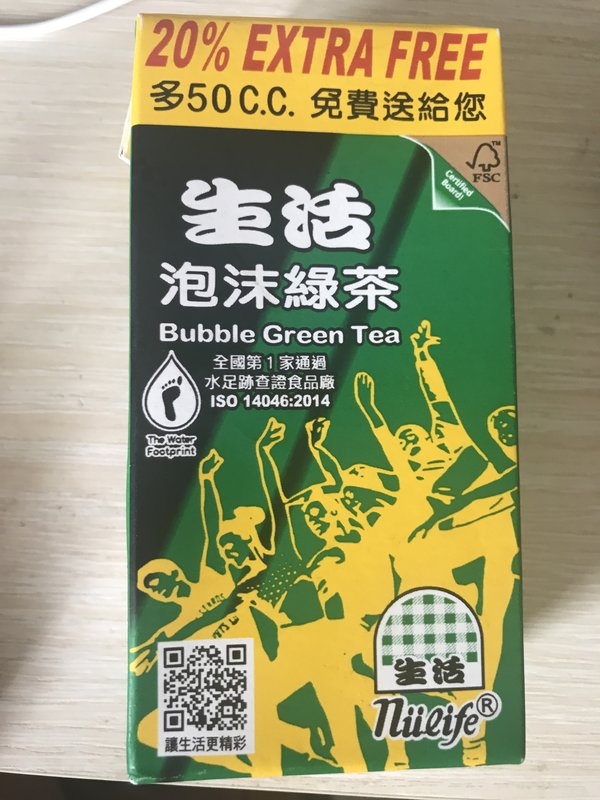 20% EXTRA FREE
多50 C.C. 免費送給您
FSC
Certified
Board!
生活
泡沫綠茶
Bubble Green Tea
全國第1家通過
水足跡查證食品廠
ISO 14046:2014
The Water
Footprint
生活
nülife®
讓生活更精彩